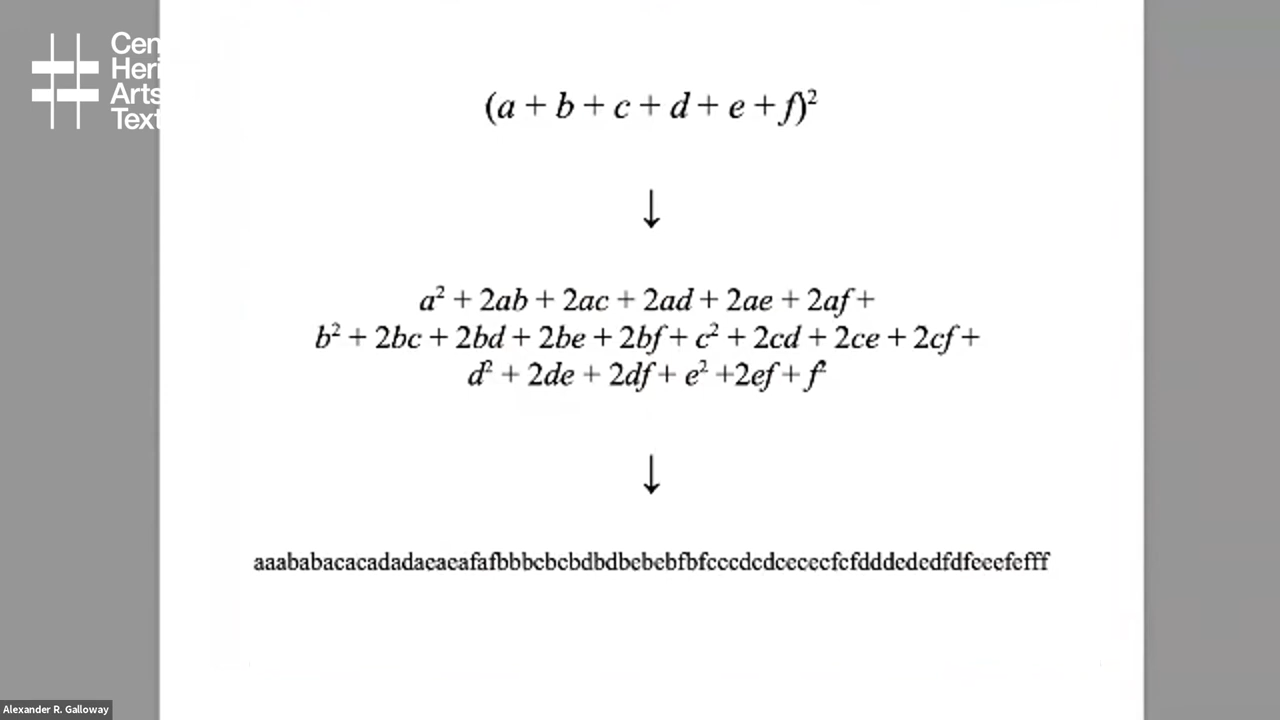 Cen
Heri
Arts
Text
(a + b + c + d + e + f)²
↓
a² + 2ab + 2ac + 2ad + 2ae + 2af +
b² + 2bc + 2bd + 2be + 2bf + c² + 2cd + 2ce + 2cf +
d² + 2de + 2df + e² +2ef + f²
↓
aaababacacadadaeaeafafbbbcbcbdbdbebebfbfcccdcdcececfcfdddededfdfeeefefff
Alexander R. Galloway